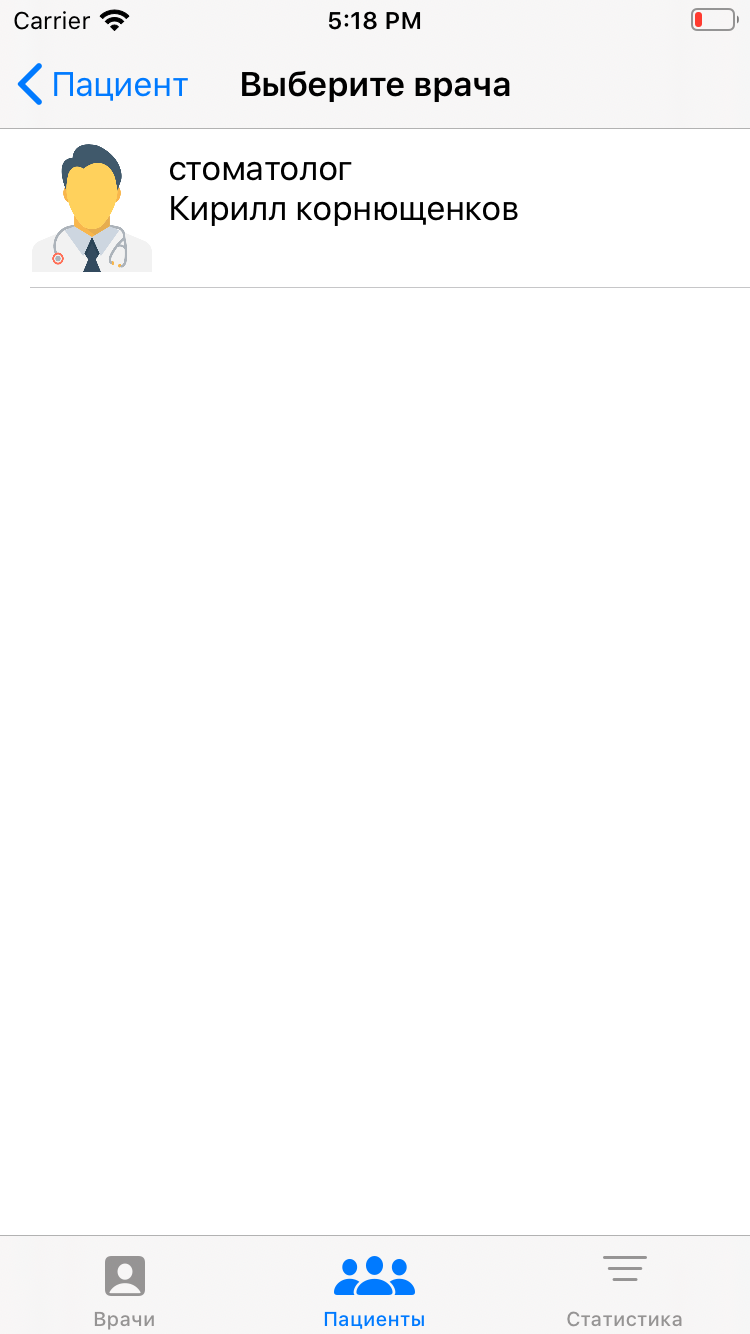 Carrier 5:18 PM
Пациент Выберите врача
стоматолог
Кирилл корнющенков
Врачи Пациенты Статистика